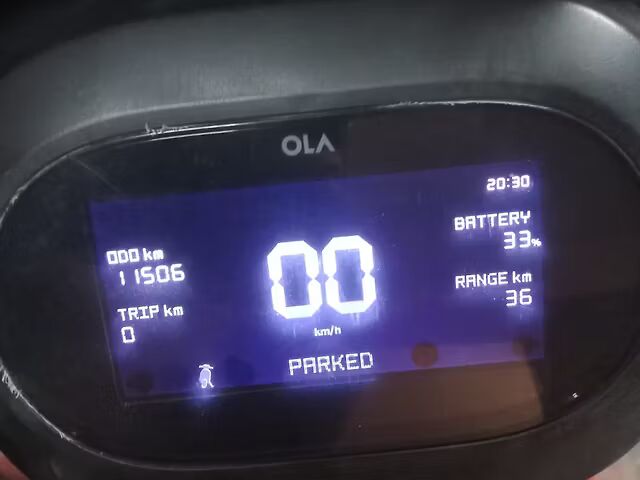 OLA
20:30
ODO km
11506
TRIP km
0
00
km/h
PARKED
BATTERY
33%
RANGE km
36